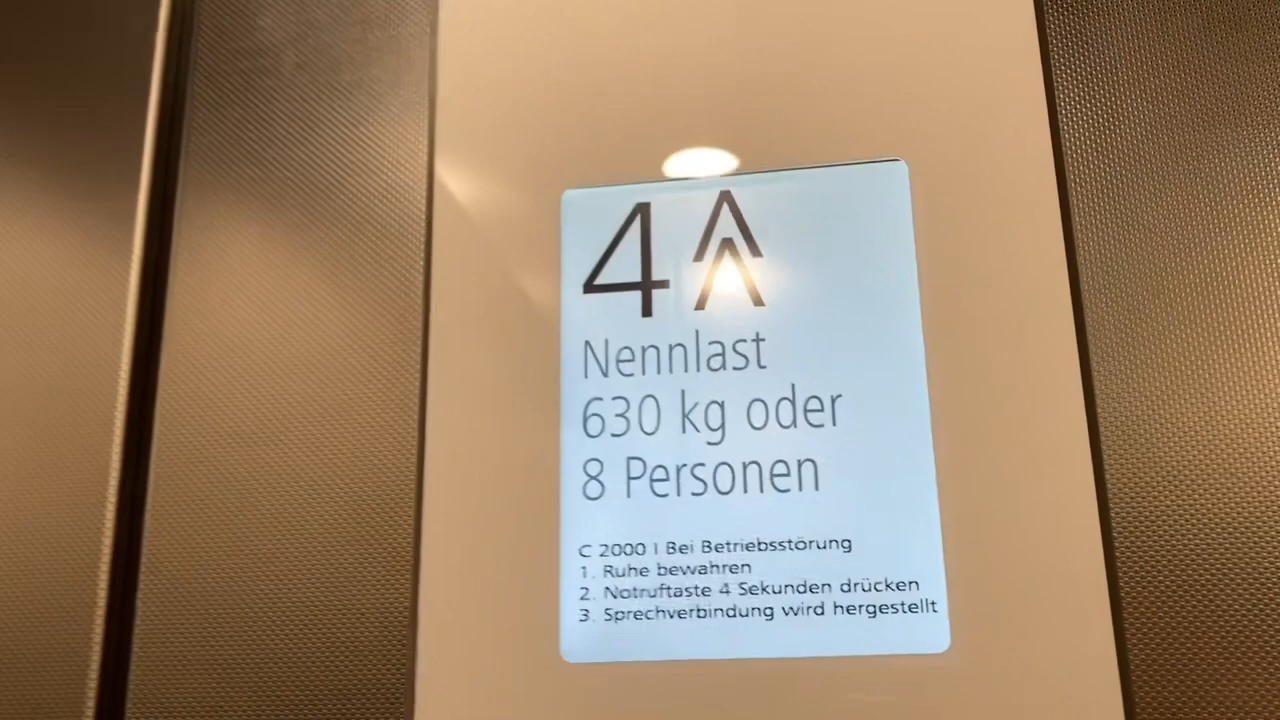 4
Nennlast
630 kg oder
8 Personen
C 2000 | Bei Betriebsstörung
1. Ruhe bewahren
2. Notruftaste 4 Sekunden drücken
3. Sprechverbindung wird hergestellt